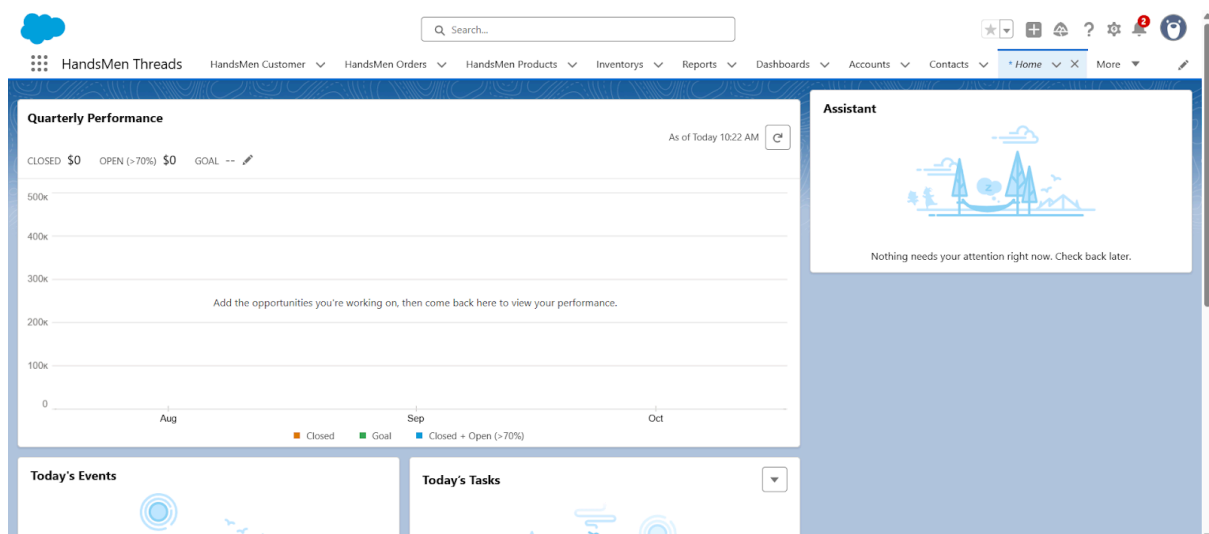 Search...
2
HandsMen Threads
HandsMen Customer
HandsMen Orders
HandsMen Products
Inventorys
Reports
Dashboards
Accounts
Contacts
* Home
More
Quarterly Performance
As of Today 10:22 AM
CLOSED $0 OPEN (>70%) $0 GOAL --
500K
400K
300K
200K
100K
0
Add the opportunities you're working on, then come back here to view your performance.
Aug Sep Oct
Closed Goal Closed + Open (>70%)
Assistant
z
Nothing needs your attention right now. Check back later.
Today's Events
Today's Tasks